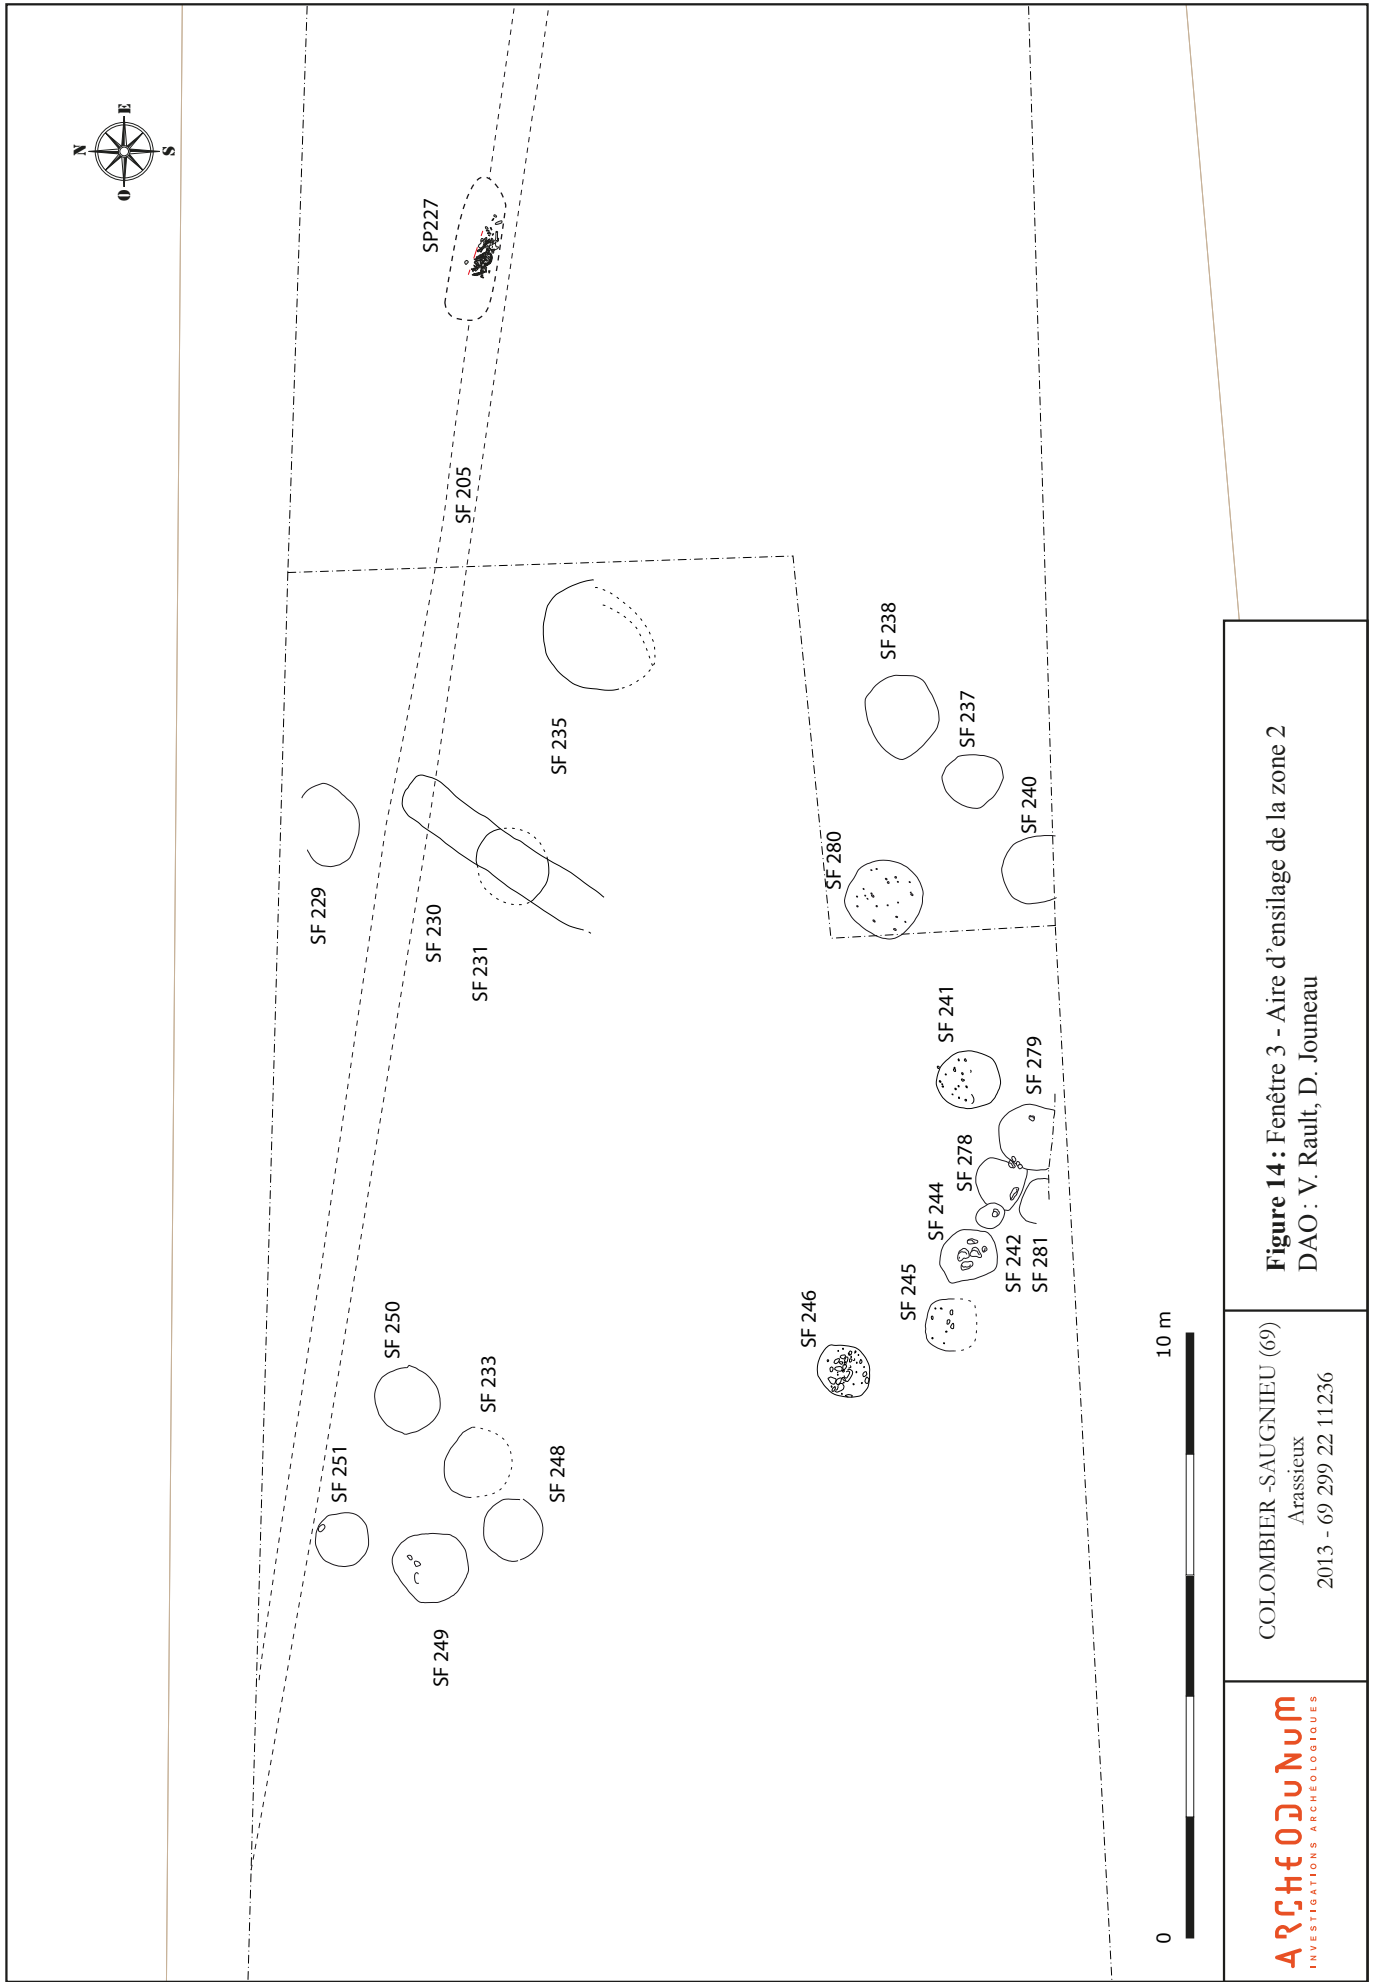 N
O
E
S
SP227
SF 205
SF 238
SF 237
SF 235
SF 240
SF 280
SF 229
SF 230
SF 231
SF 241
SF 279
SF 278
SF 244
SF 242
SF 281
SF 245
SF 246
SF 250
SF 233
SF 251
SF 248
SF 249
0
10 m
ARCHEODUNUM
INVESTIGATIONS ARCHÉOLOGIQUES
COLOMBIER -SAUGNIEU (69)
Arassieux
2013 - 69 299 22 11236
Figure 14 : Fenêtre 3 - Aire d'ensilage de la zone 2
DAO : V. Rault, D. Jouneau